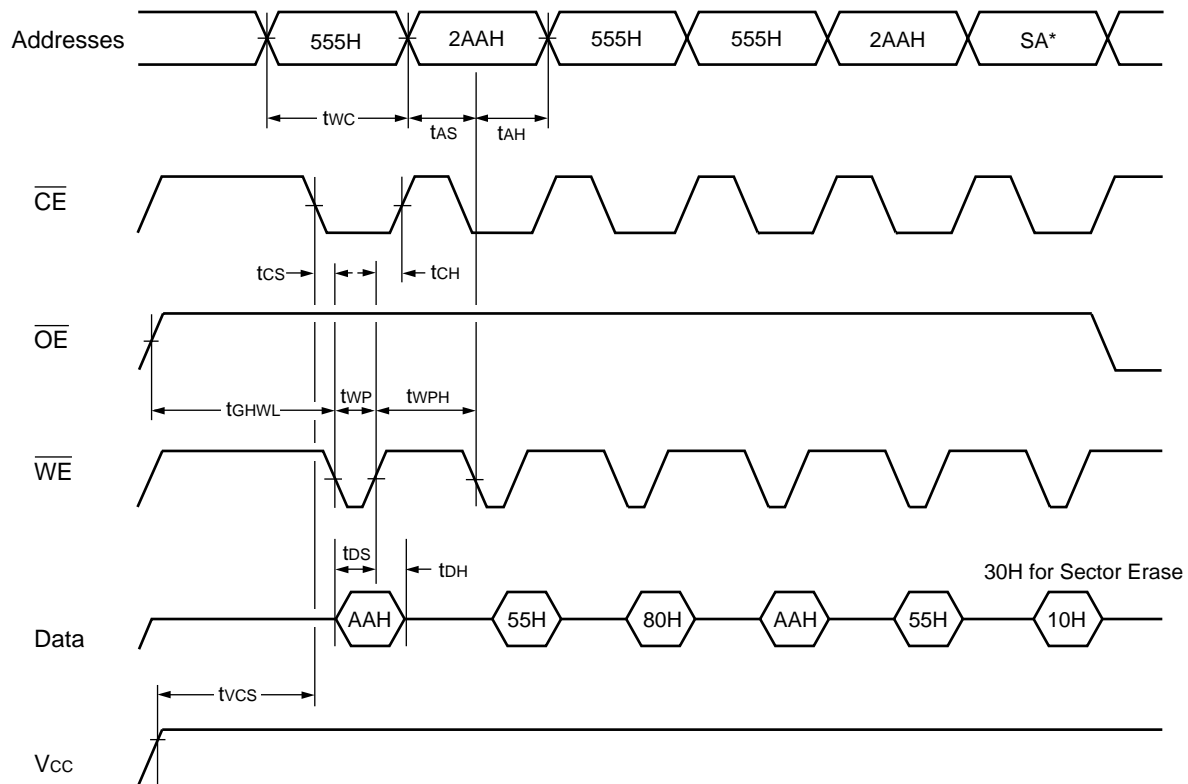 Addresses 555H 2AAH 555H 555H 2AAH SA*
tWC tAS tAH
CE
tCS tCH
OE
tGHWL tWP tWPH
WE
tDS tDH
30H for Sector Erase
Data AAH 55H 80H AAH 55H 10H
tVCS
VCC